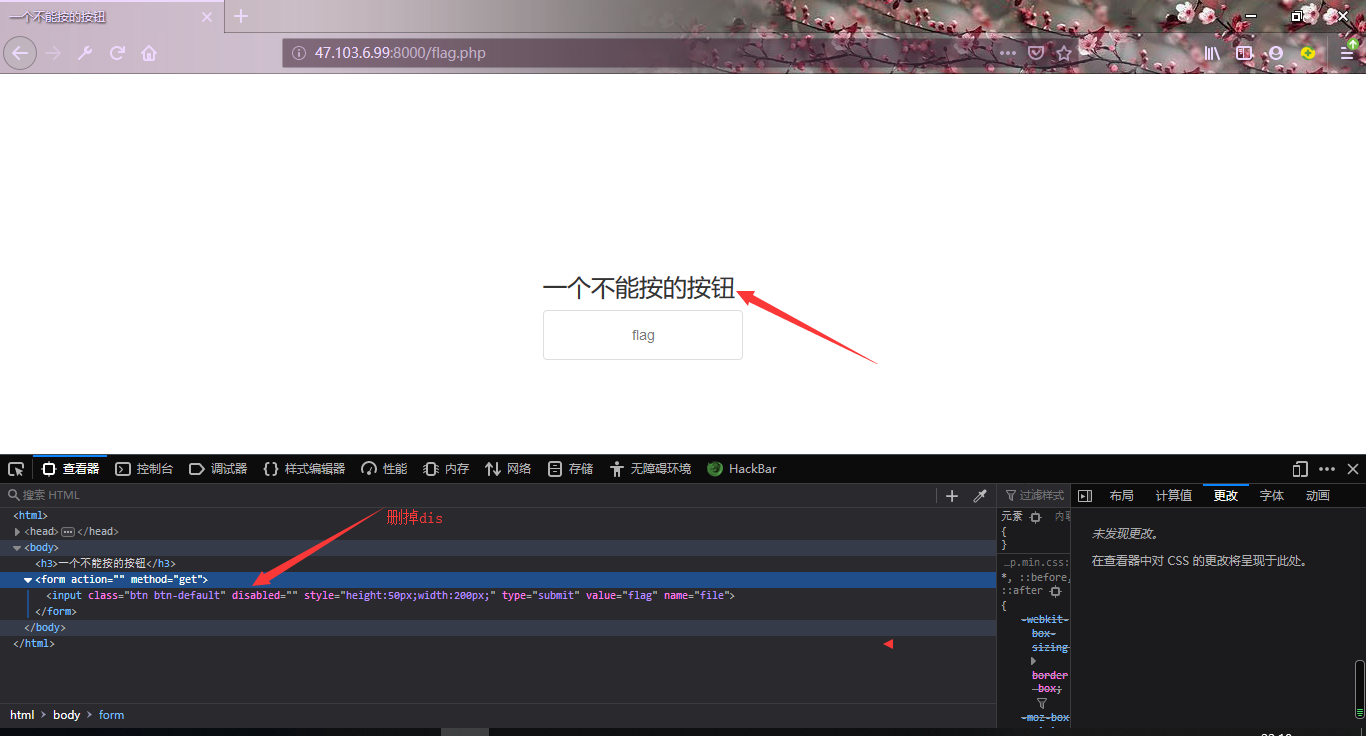 一个不能按的按钮
47.103.6.99:8000/flag.php
一个不能按的按钮
flag
查看器 控制台 调试器 样式编辑器 性能 内存 网络 存储 无障碍环境 HackBar
搜索 HTML
过滤样式
布局 计算值 更改 字体 动画
<html>
<head> </head>
删掉dis
<body>
<h3>一个不能按的按钮</h3>
<form action="" method="get">
<input class="btn btn-default" disabled="" style="height:50px;width:200px;" type="submit" value="flag" name="file">
</form>
</body>
</html>
html body form
元素 内联
{
}
…p.min.css:
*, ::before,
::after
{
-webkit-
box-
sizing
border
-box;
-moz-box
未发现更改。
在查看器中对 CSS 的更改将呈现于此处。